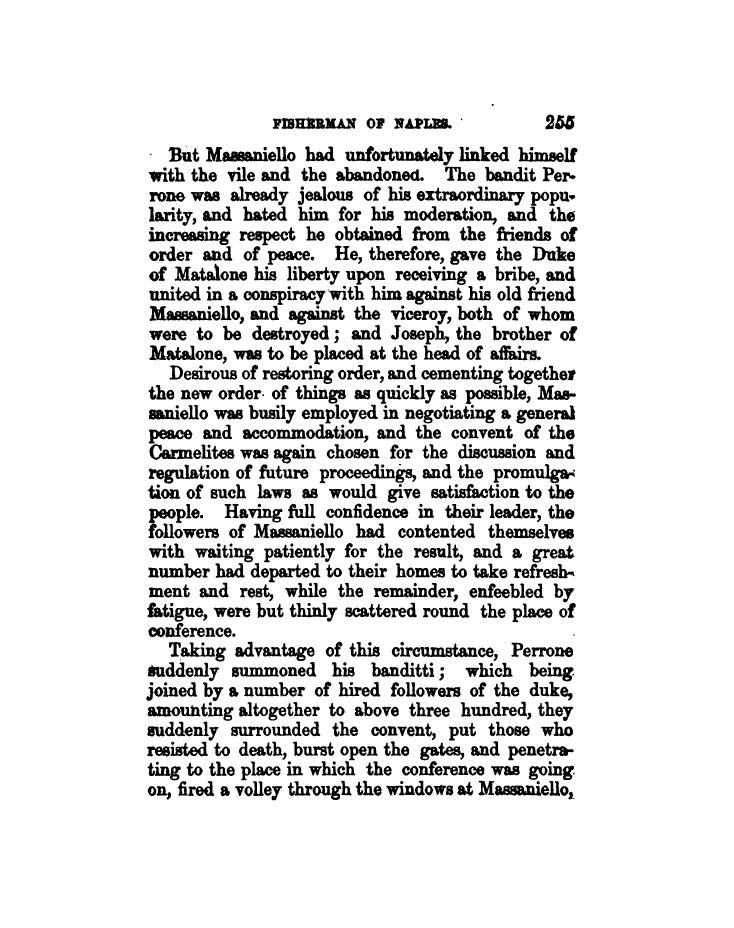 FISHERMAN OF NAPLES. 255
But Massaniello had unfortunately linked himself
with the vile and the abandoned. The bandit Per-
rone was already jealous of his extraordinary popu-
larity, and hated him for his moderation, and the
increasing respect he obtained from the friends of
order and of peace. He, therefore, gave the Duke
of Matalone his liberty upon receiving a bribe, and
united in a conspiracy with him against his old friend
Massaniello, and against the viceroy, both of whom
were to be destroyed; and Joseph, the brother of
Matalone, was to be placed at the head of affairs.
Desirous of restoring order, and cementing together
the new order of things as quickly as possible, Mas-
saniello was busily employed in negotiating a general
peace and accommodation, and the convent of the
Carmelites was again chosen for the discussion and
regulation of future proceedings, and the promulga-
tion of such laws as would give satisfaction to the
people. Having full confidence in their leader, the
followers of Massaniello had contented themselves
with waiting patiently for the result, and a great
number had departed to their homes to take refresh-
ment and rest, while the remainder, enfeebled by
fatigue, were but thinly scattered round the place of
conference.
Taking advantage of this circumstance, Perrone
suddenly summoned his banditti; which being
joined by a number of hired followers of the duke,
amounting altogether to above three hundred, they
suddenly surrounded the convent, put those who
resisted to death, burst open the gates, and penetra-
ting to the place in which the conference was going
on, fired a volley through the windows at Massaniello,